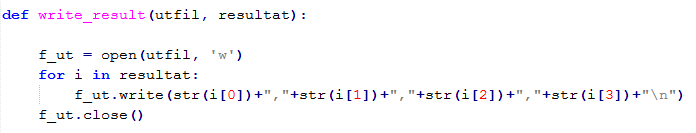 def write_result(utfil, resultat):
    f_ut = open(utfil, 'w')
    for i in resultat:
        f_ut.write(str(i[0])+","+str(i[1])+","+str(i[2])+","+str(i[3])+"\n")
    f_ut.close()